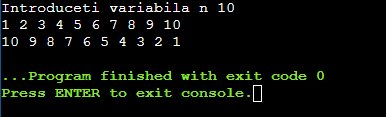 Introduceti variabila n 10
1 2 3 4 5 6 7 8 9 10
10 9 8 7 6 5 4 3 2 1
...Program finished with exit code 0
Press ENTER to exit console.